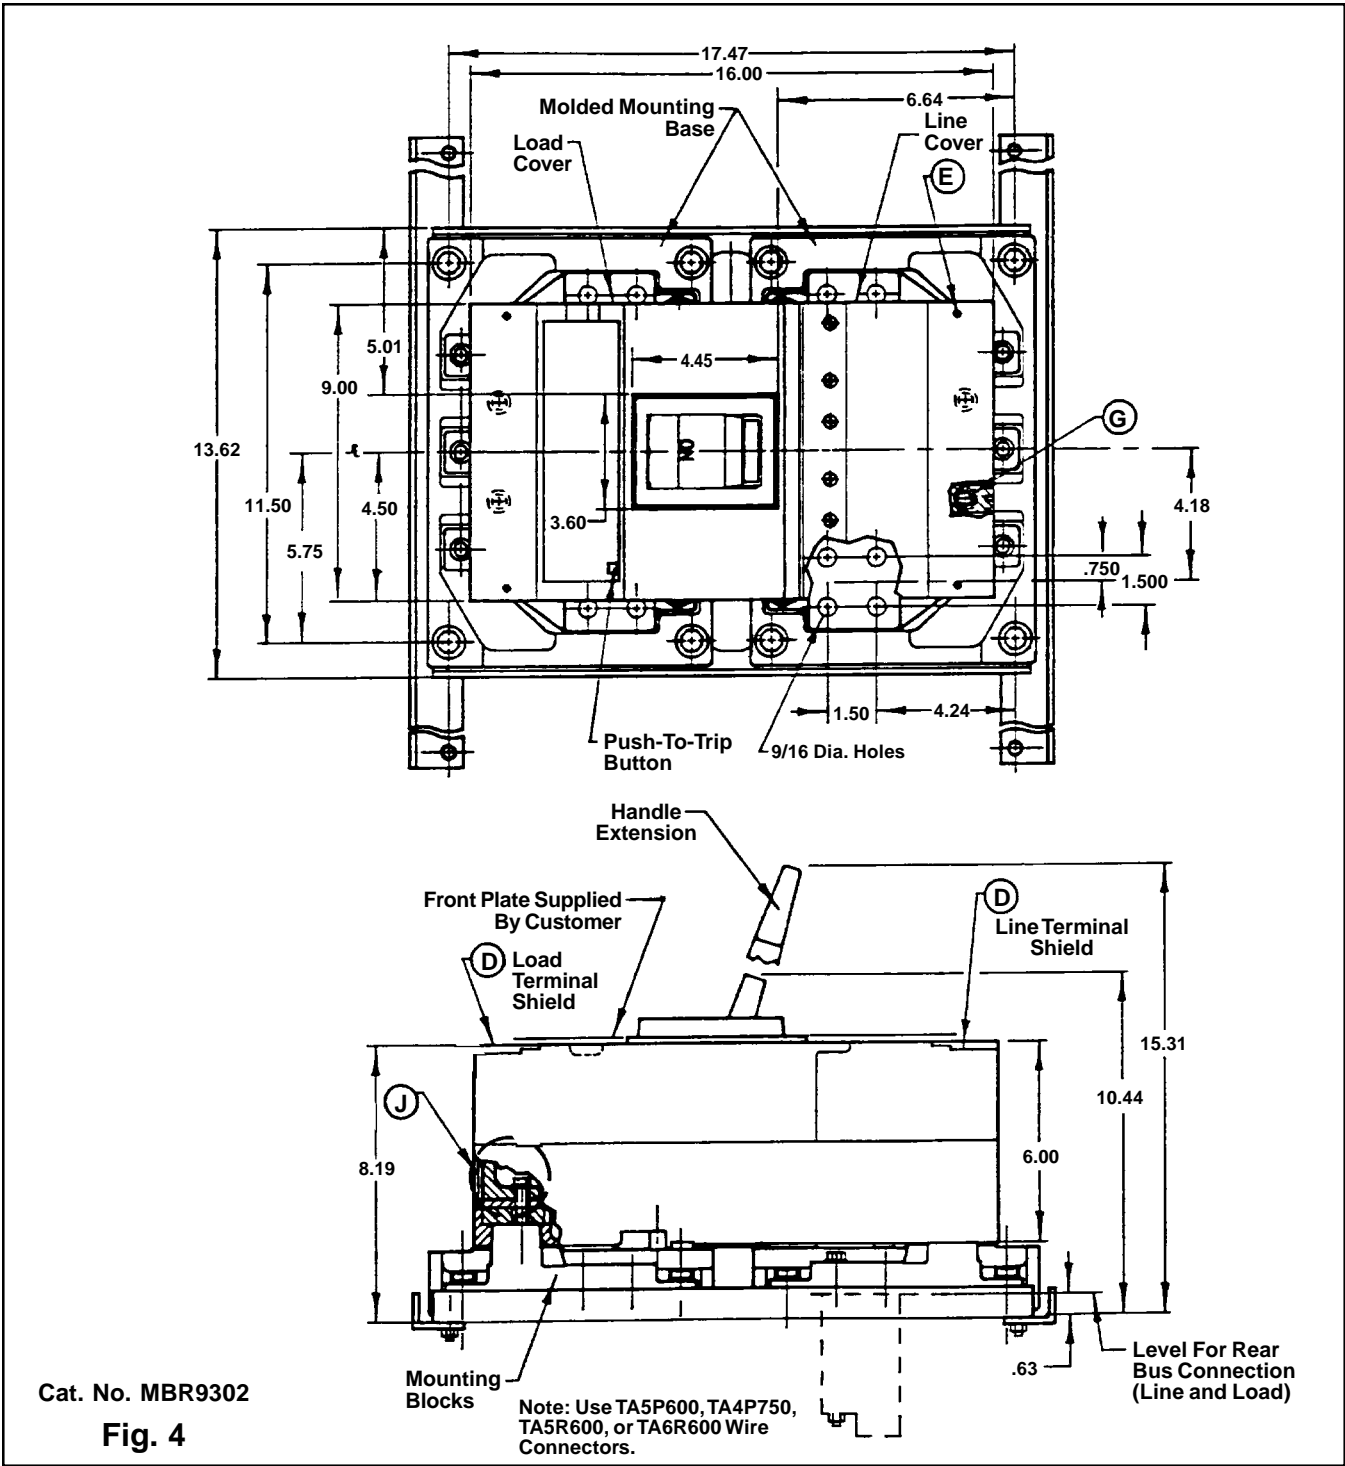 17.47
16.00
6.64
Molded Mounting
Base
Load
Cover
Line
Cover
E
5.01
9.00
4.45
13.62
11.50
5.75
℄
4.50
ON
3.60
G
4.18
.750
1.500
1.50
4.24
Push-To-Trip
Button
9/16 Dia. Holes
Handle
Extension
Front Plate Supplied
By Customer
D
Load
Terminal
Shield
D
Line Terminal
Shield
15.31
10.44
J
8.19
6.00
.63
Level For Rear
Bus Connection
(Line and Load)
Mounting
Blocks
Note: Use TA5P600, TA4P750,
TA5R600, or TA6R600 Wire
Connectors.
Cat. No. MBR9302
Fig. 4